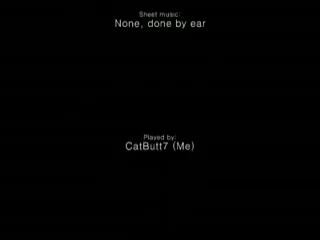 Sheet music:
None, done by ear
Played by:
CatButt7 (Me)